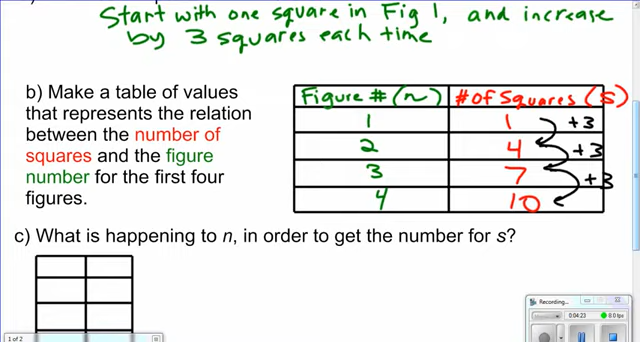 Start with one square in Fig 1, and increase
by 3 squares each time
b) Make a table of values
that represents the relation
between the number of
squares and the figure
number for the first four
figures.
Figure # (n) # of Squares (s)
1 1 +3
2 4 +3
3 7 +3
4 10
c) What is happening to n, in order to get the number for s?
Recording...
0:04:23 8.0 fps
1 of 2